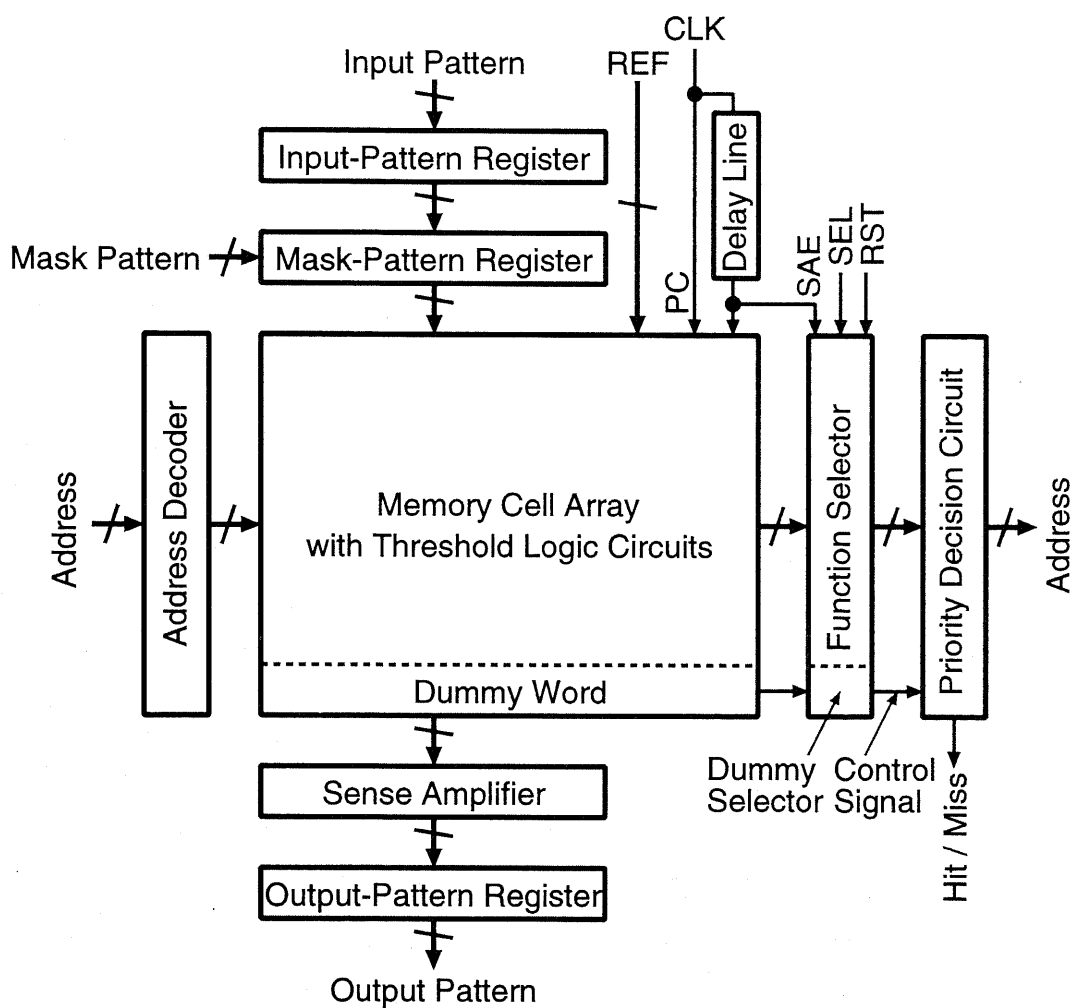 CLK
Input Pattern
REF
Input-Pattern Register
Delay Line
Mask Pattern
Mask-Pattern Register
PC
SAE
SEL
RST
Address
Address Decoder
Memory Cell Array
with Threshold Logic Circuits
Function Selector
Priority Decision Circuit
Address
Dummy Word
Dummy
Selector
Control
Signal
Sense Amplifier
Hit / Miss
Output-Pattern Register
Output Pattern